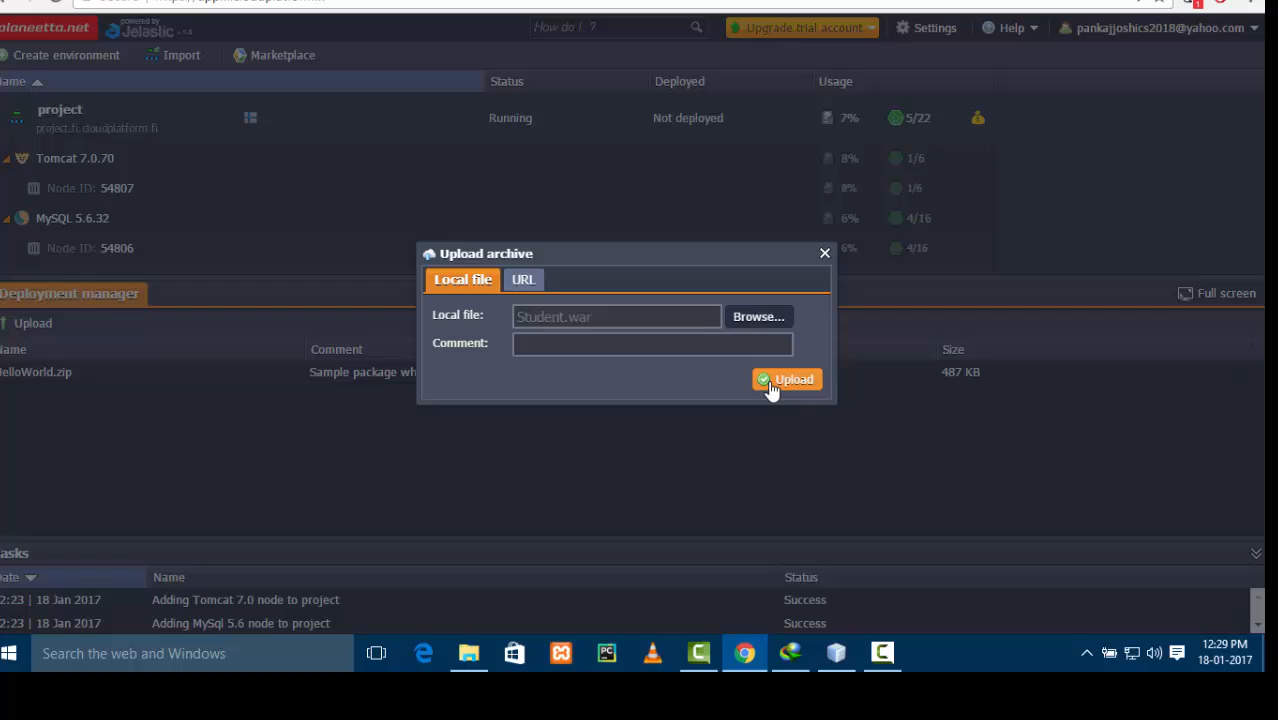 planeetta.net powered by Jelastic How do I. ? Upgrade trial account Settings Help pankajjoshics2018@yahoo.com
Create environment Import Marketplace
Name Status Deployed Usage
project Running Not deployed 7% 5/22
project.fi.cloudplatform.fi
Tomcat 7.0.70 8% 1/6
Node ID: 54807 8% 1/6
MySQL 5.6.32 6% 4/16
Node ID: 54806 6% 4/16
Upload archive
Local file URL
Deployment manager Full screen
Local file: Student.war Browse...
Upload
Comment:
Name Comment Size
HelloWorld.zip Sample package wh 487 KB
Upload
Tasks
Date Name Status
2:23 | 18 Jan 2017 Adding Tomcat 7.0 node to project Success
2:23 | 18 Jan 2017 Adding MySql 5.6 node to project Success
Search the web and Windows
12:29 PM
18-01-2017